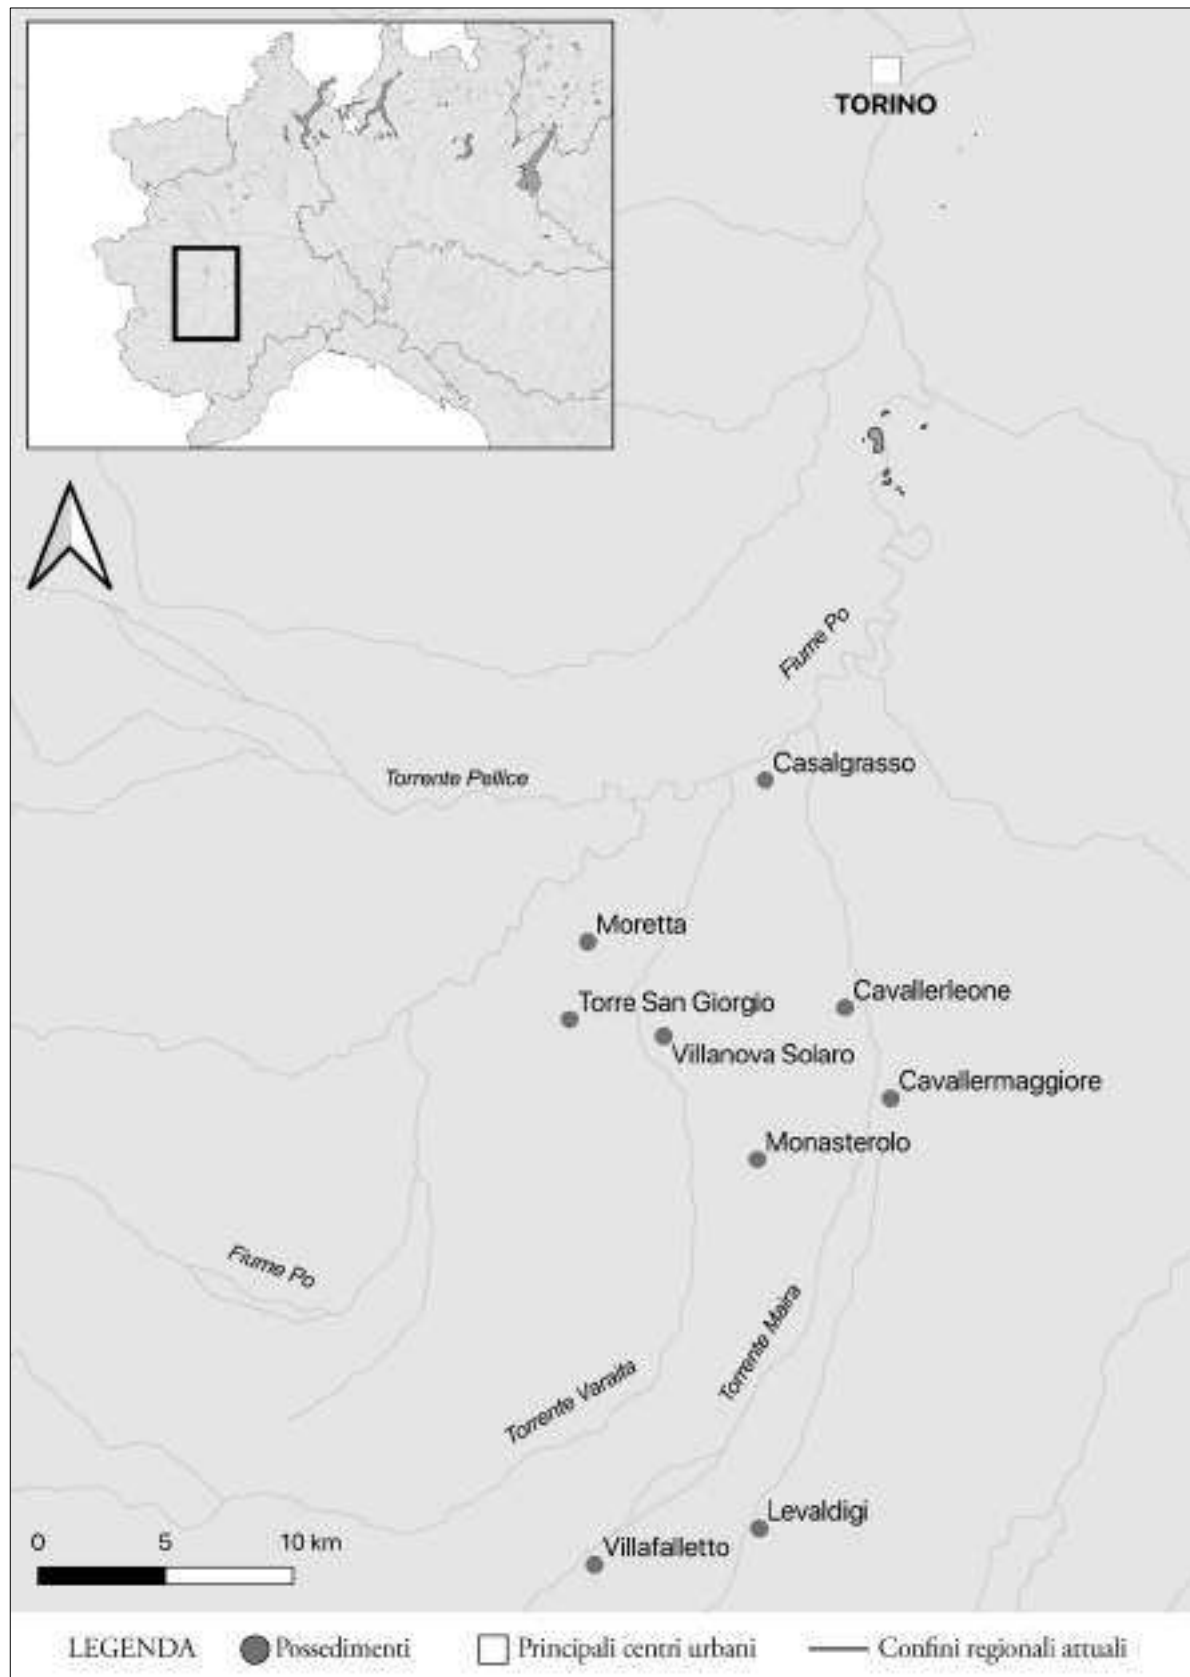 TORINO
Fiume Po
Casalgrasso
Torrente Pellice
Moretta
Cavallerleone
Torre San Giorgio
Villanova Solaro
Cavallermaggiore
Monasterolo
Fiume Po
Torrente Maira
Torrente Varaita
Levaldigi
0 5 10 km
Villafalletto
LEGENDA Possedimenti Principali centri urbani Confini regionali attuali